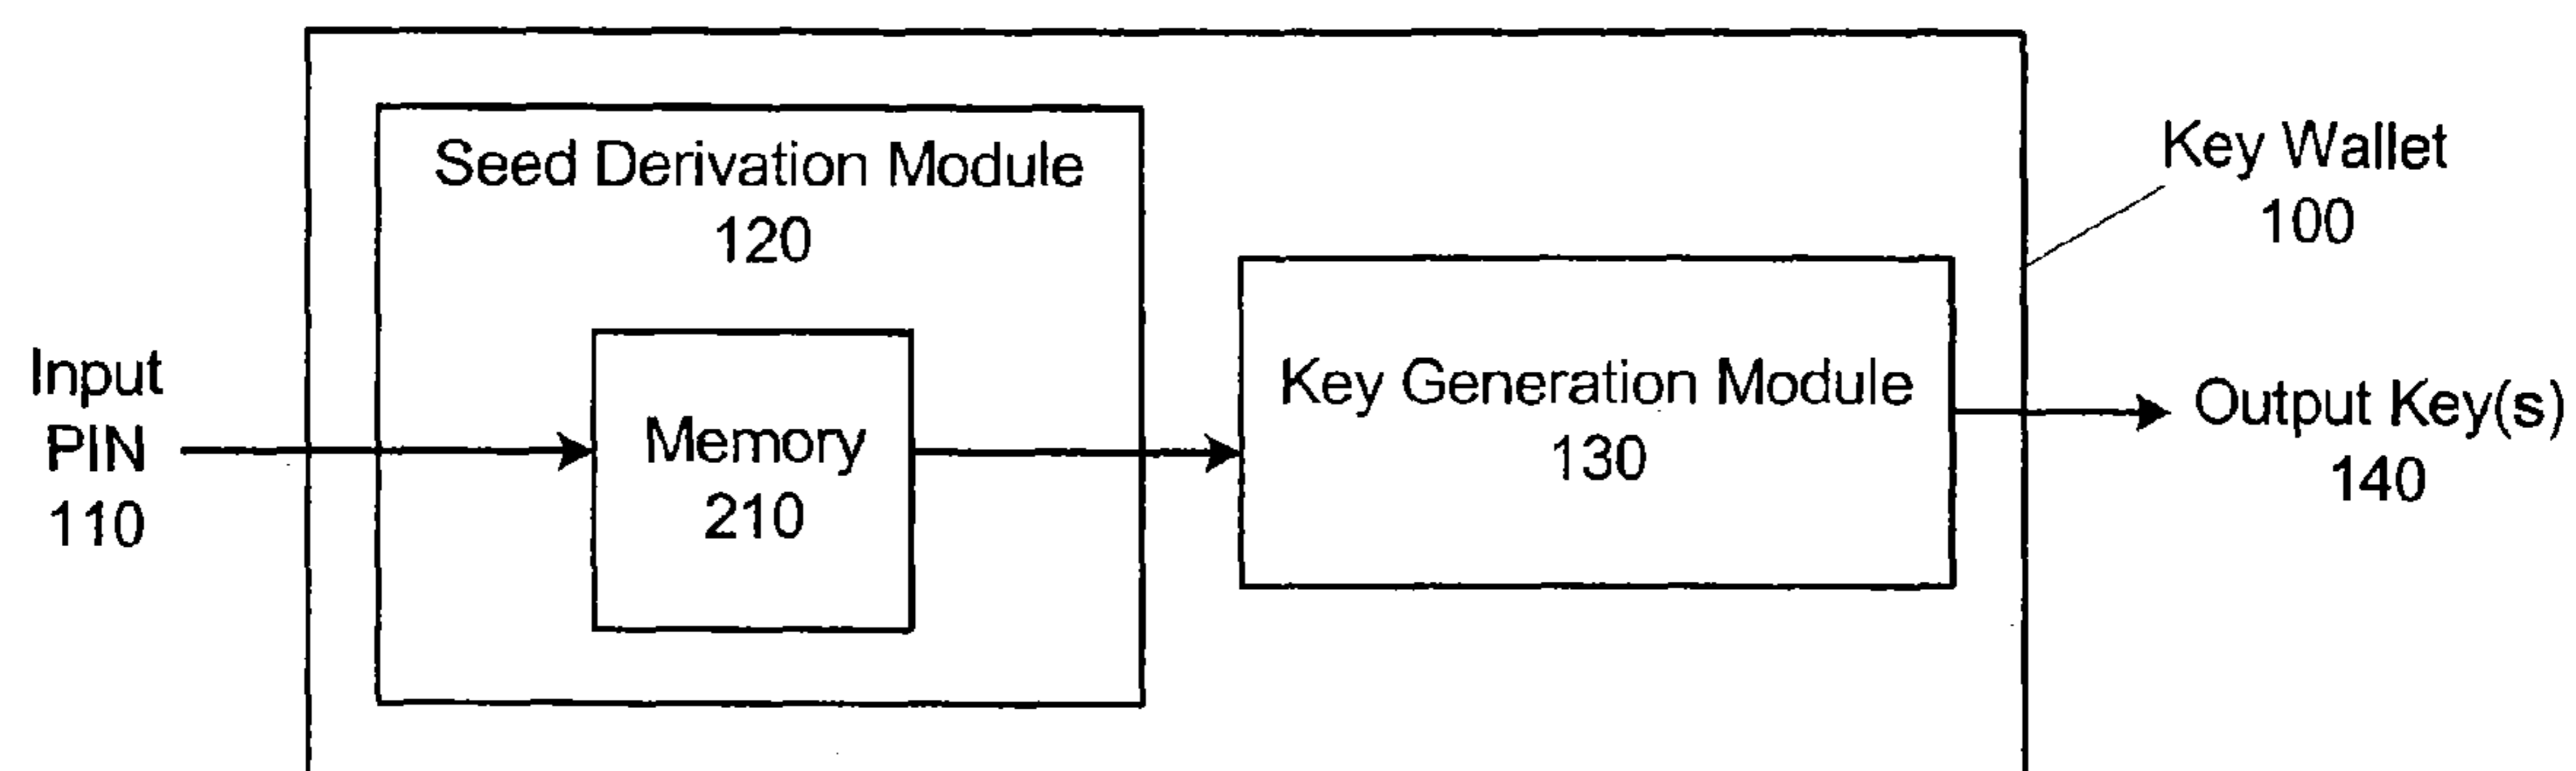 Seed Derivation Module
120
Key Wallet
100
Input
PIN
110
Memory
210
Key Generation Module
130
Output Key(s)
140